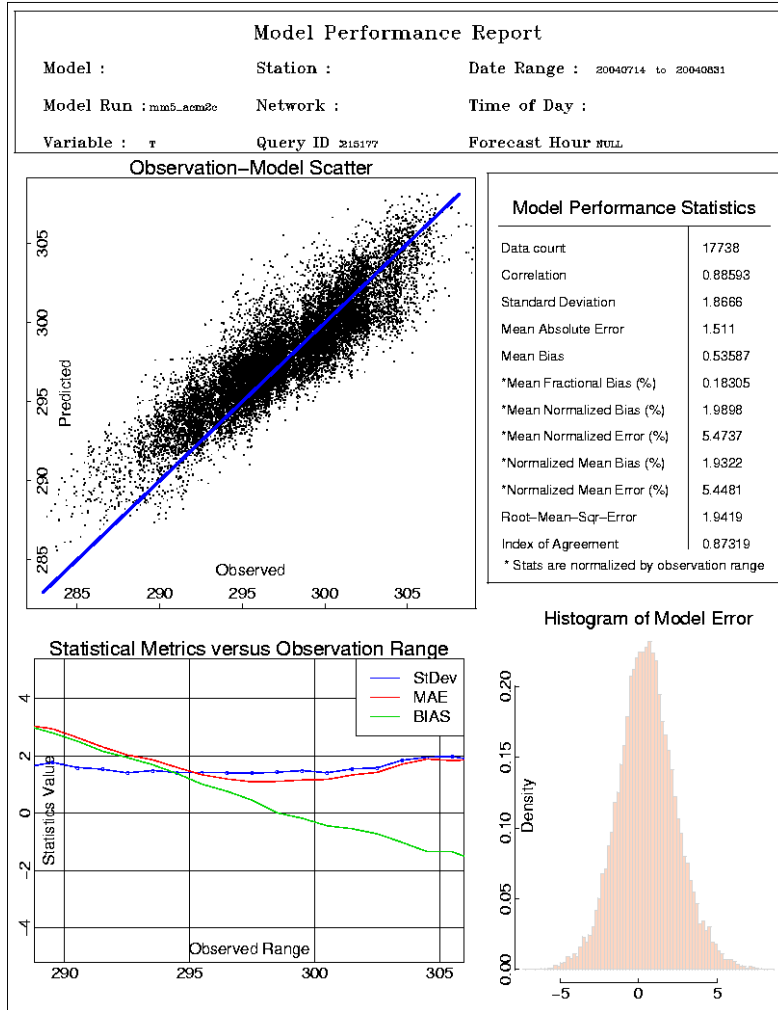 Model Performance Report
Model : Station : Date Range : 20040714 to 20040831
Model Run : mm5_acm2c Network : Time of Day :
Variable : T Query ID 215177 Forecast Hour NULL
Observation-Model Scatter
305
300
295
290
285
Predicted
Observed
285 290 295 300 305
Model Performance Statistics
Data count 17738
Correlation 0.88593
Standard Deviation 1.8666
Mean Absolute Error 1.511
Mean Bias 0.53587
*Mean Fractional Bias (%) 0.18305
*Mean Normalized Bias (%) 1.9898
*Mean Normalized Error (%) 5.4737
*Normalized Mean Bias (%) 1.9322
*Normalized Mean Error (%) 5.4481
Root-Mean-Sqr-Error 1.9419
Index of Agreement 0.87319
* Stats are normalized by observation range
Statistical Metrics versus Observation Range
StDev
MAE
BIAS
4
2
0
-2
-4
Statistics Value
Observed Range
290 295 300 305
Histogram of Model Error
0.20
0.15
0.10
0.05
0.00
Density
-5 0 5